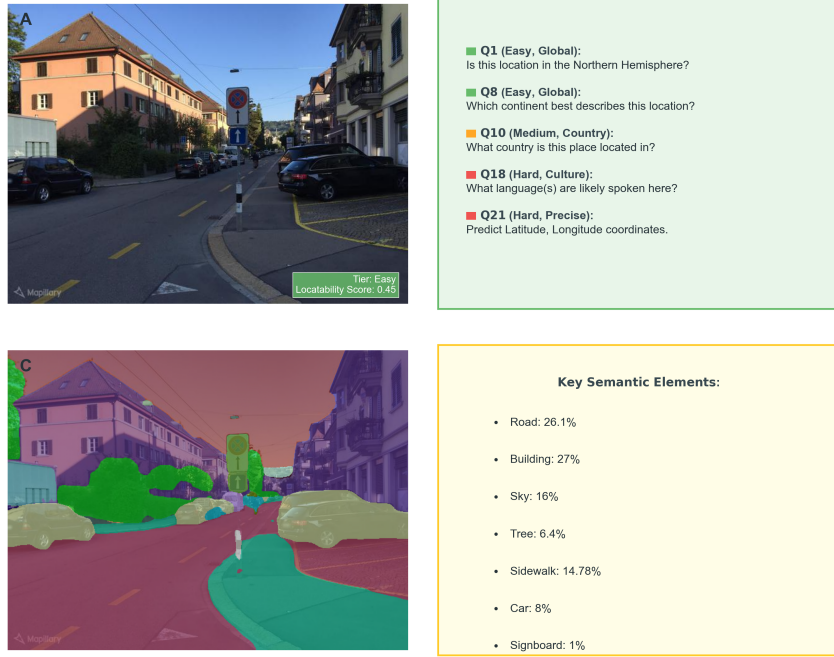 A
Tier: Easy
Locatability Score: 0.45
Mapillary
Q1 (Easy, Global):
Is this location in the Northern Hemisphere?
Q8 (Easy, Global):
Which continent best describes this location?
Q10 (Medium, Country):
What country is this place located in?
Q18 (Hard, Culture):
What language(s) are likely spoken here?
Q21 (Hard, Precise):
Predict Latitude, Longitude coordinates.
C
Mapillary
Key Semantic Elements:
• Road: 26.1%
• Building: 27%
• Sky: 16%
• Tree: 6.4%
• Sidewalk: 14.78%
• Car: 8%
• Signboard: 1%